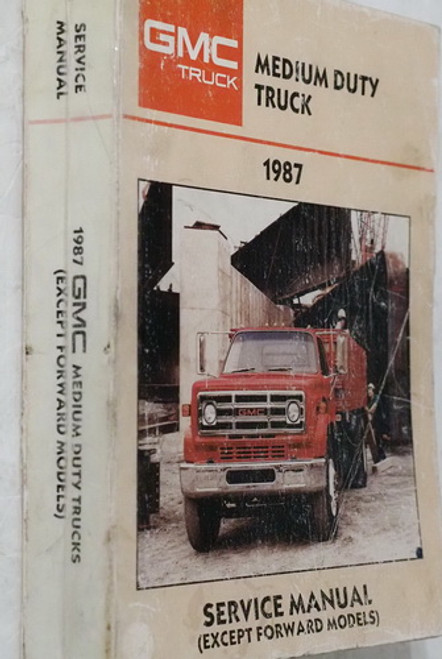 SERVICE
MANUAL
1987 GMC MEDIUM DUTY TRUCKS
(EXCEPT FORWARD MODELS)
GMC
TRUCK
MEDIUM DUTY
TRUCK
1987
GMC
SERVICE MANUAL
(EXCEPT FORWARD MODELS)